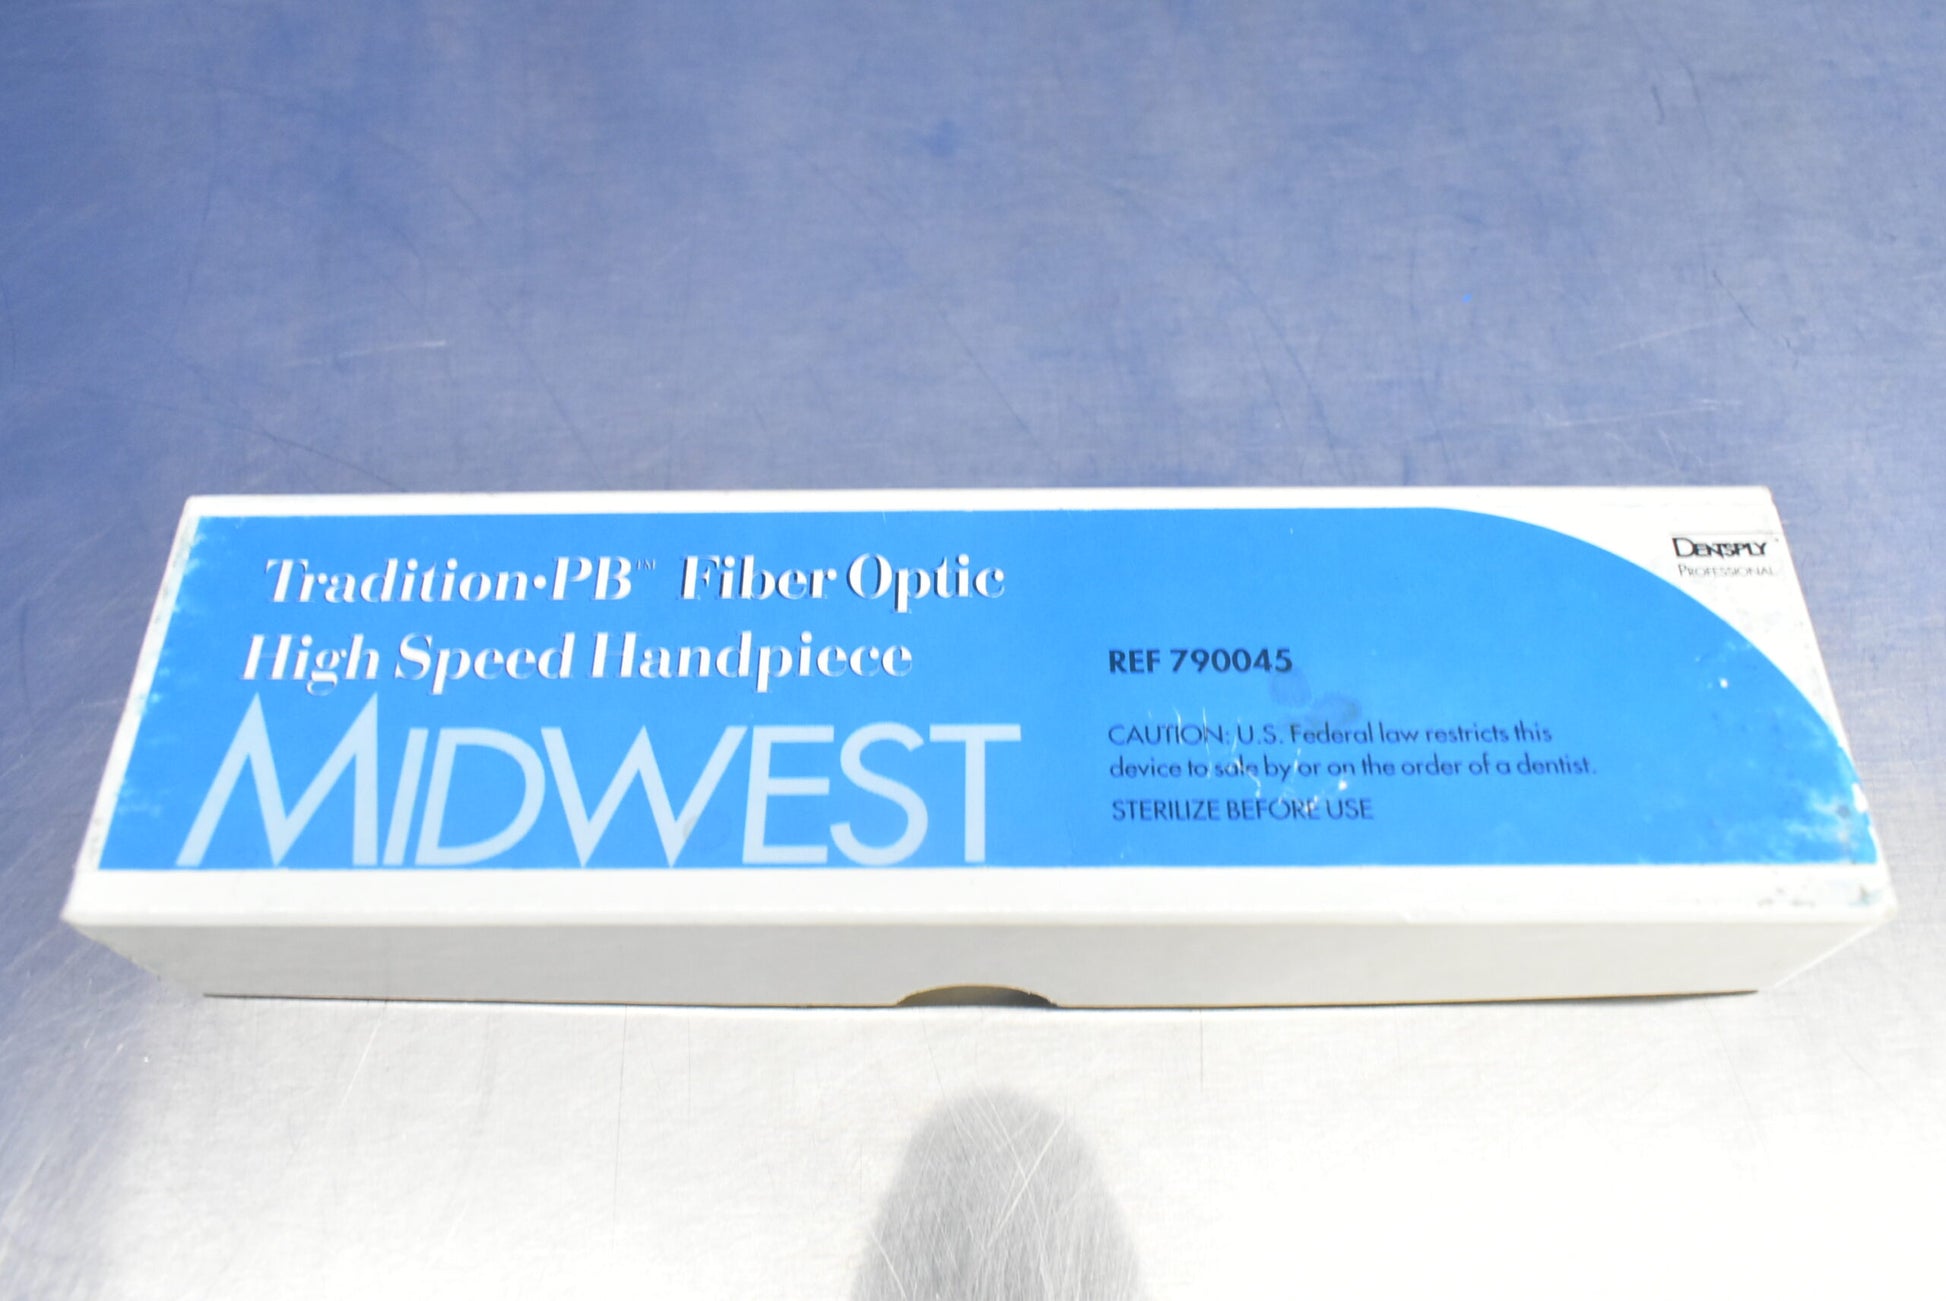 Tradition•PB™ Fiber Optic
High Speed Handpiece
MIDWEST
DENTSPLY
PROFESSIONAL
REF 790045
CAUTION: U.S. Federal law restricts this
device to sale by or on the order of a dentist.
STERILIZE BEFORE USE